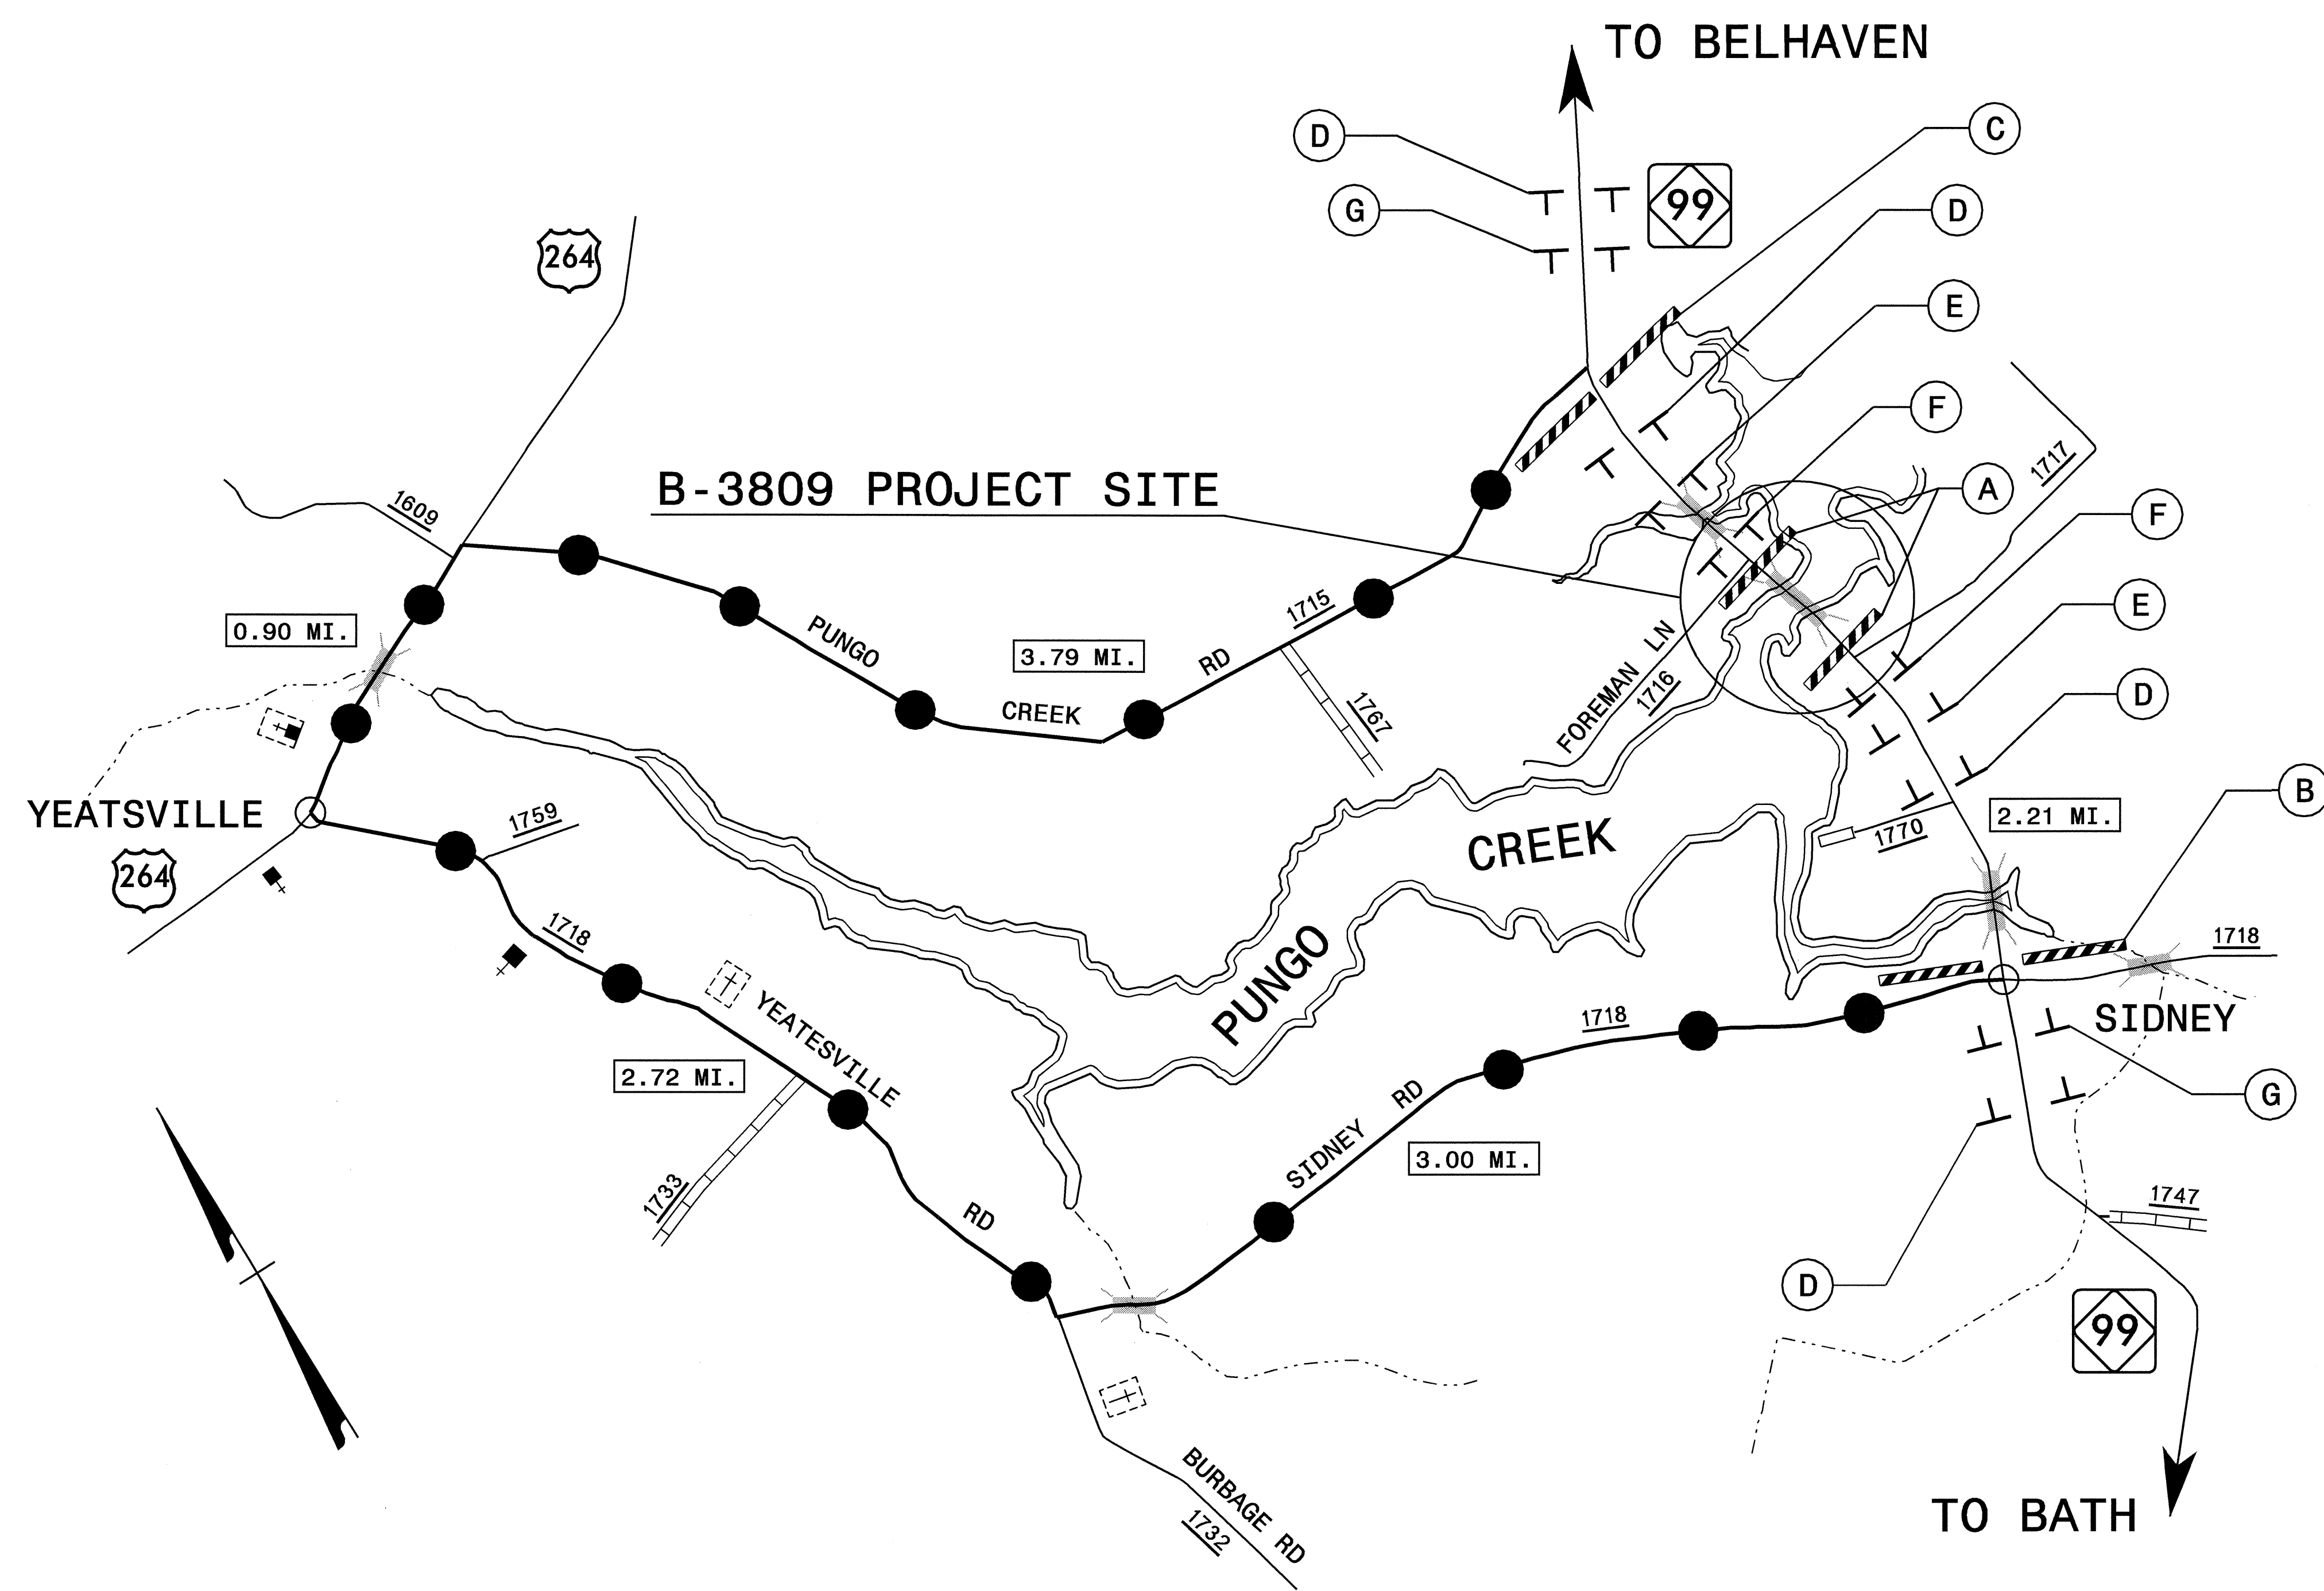 TO BELHAVEN
D
C
G
99
D
264
E
F
B-3809 PROJECT SITE
1609
A
1717
F
0.90 MI.
PUNGO
CREEK
RD
1715
3.79 MI.
1767
FOREMAN LN
1716
E
D
YEATSVILLE
264
1759
CREEK
PUNGO
1770
2.21 MI.
B
1718
1718
SIDNEY
1718
YEATESVILLE
RD
2.72 MI.
1733
SIDNEY RD
3.00 MI.
G
1747
D
99
BURBAGE RD
1732
TO BATH